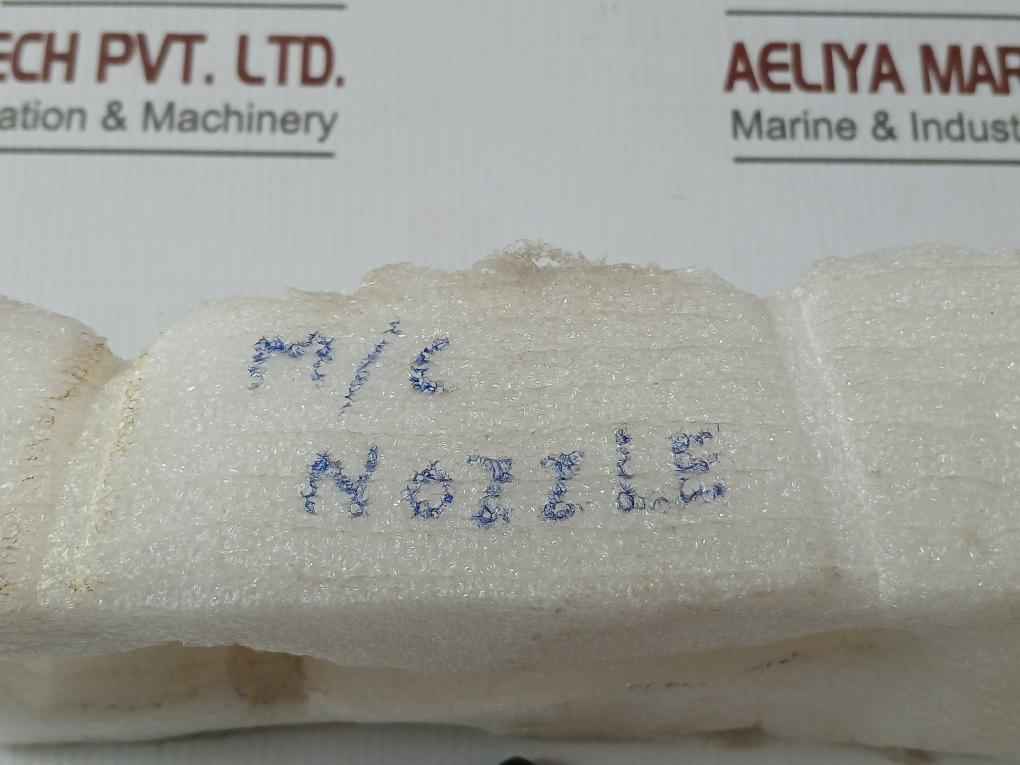 ECH PVT. LTD.
ation & Machinery
AELIYA MAR
Marine & Indust
M/C
NOZZLE